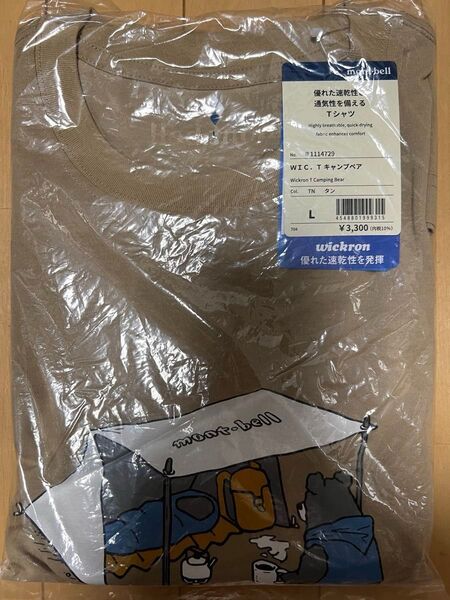 mont-bell
優れた速乾性と
通気性を備える
Tシャツ
Highly breathable, quick-drying
fabric enhances comfort
No. #1114729
WIC. T キャンプベア
Wickron T Camping Bear
Col. TN タン
L
4548801999315
704
¥3,300 (内税10%)
wickron
優れた速乾性を発揮
mont-bell